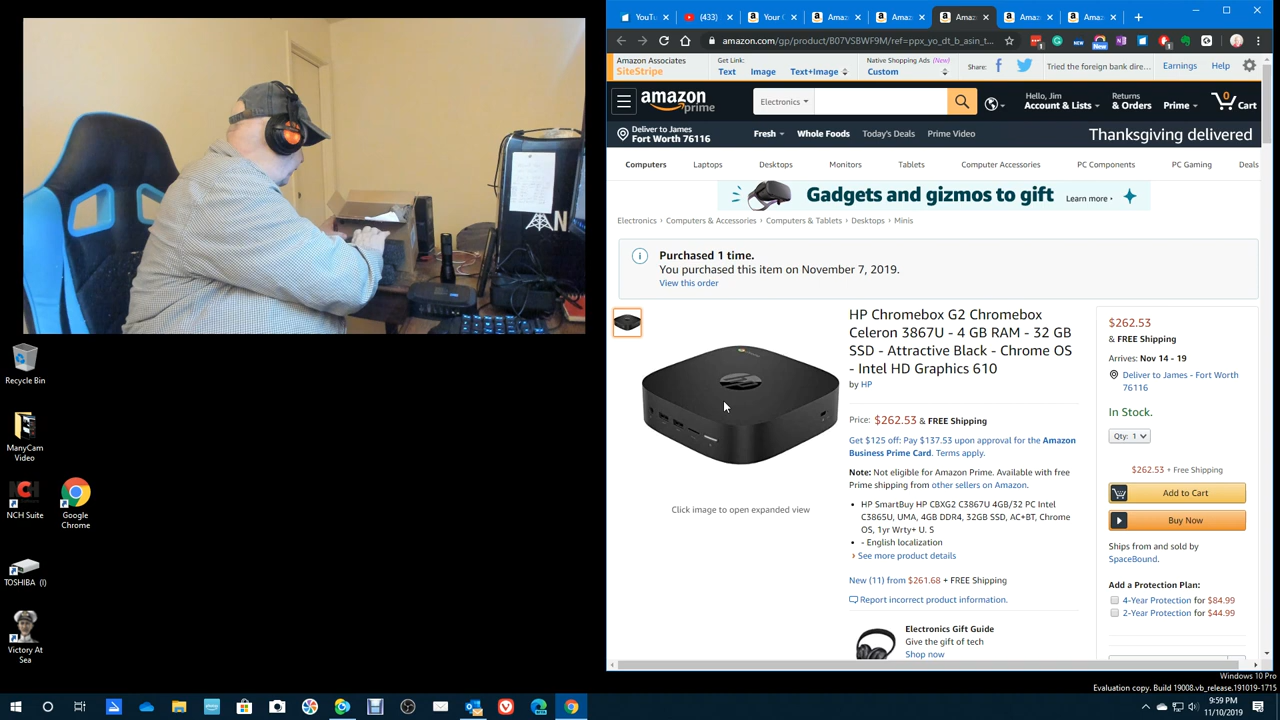 YouTu
(433)
Your C
Amaz
Amaz
Amaz
Amaz
Amaz
amazon.com/gp/product/B07VSBWF9M/ref=ppx_yo_dt_b_asin_t...
Amazon Associates
SiteStripe
Get Link:
Text Image Text+Image
Native Shopping Ads (New)
Custom
Share:
Tried the foreign bank dire...
Earnings
Help
amazon prime
Electronics
Hello, Jim
Account & Lists
Returns
& Orders
Prime
0
Cart
Deliver to James
Fort Worth 76116
Fresh Whole Foods Today's Deals Prime Video
Thanksgiving delivered
Computers Laptops Desktops Monitors Tablets Computer Accessories PC Components PC Gaming Deals
Gadgets and gizmos to gift
Learn more
Electronics › Computers & Accessories › Computers & Tablets › Desktops › Minis
Purchased 1 time.
You purchased this item on November 7, 2019.
View this order
HP Chromebox G2 Chromebox
Celeron 3867U - 4 GB RAM - 32 GB
SSD - Attractive Black - Chrome OS
- Intel HD Graphics 610
by HP
Price: $262.53 & FREE Shipping
Get $125 off: Pay $137.53 upon approval for the Amazon
Business Prime Card. Terms apply.
Note: Not eligible for Amazon Prime. Available with free
Prime shipping from other sellers on Amazon.
• HP SmartBuy HP CBXG2 C3867U 4GB/32 PC Intel
C3865U, UMA, 4GB DDR4, 32GB SSD, AC+BT, Chrome
OS, 1yr Wrty+ U. S
• - English localization
› See more product details
Click image to open expanded view
New (11) from $261.68 + FREE Shipping
Report incorrect product information.
Electronics Gift Guide
Give the gift of tech
Shop now
$262.53
& FREE Shipping
Arrives: Nov 14 - 19
Deliver to James - Fort Worth
76116
In Stock.
Qty: 1
$262.53 + Free Shipping
Add to Cart
Buy Now
Ships from and sold by
SpaceBound.
Add a Protection Plan:
4-Year Protection for $84.99
2-Year Protection for $44.99
Recycle Bin
ManyCam
Video
NCH Suite
Google
Chrome
TOSHIBA (I)
Victory At
Sea
Windows 10 Pro
Evaluation copy. Build 19008.vb_release.191019-1715
9:59 PM
11/10/2019